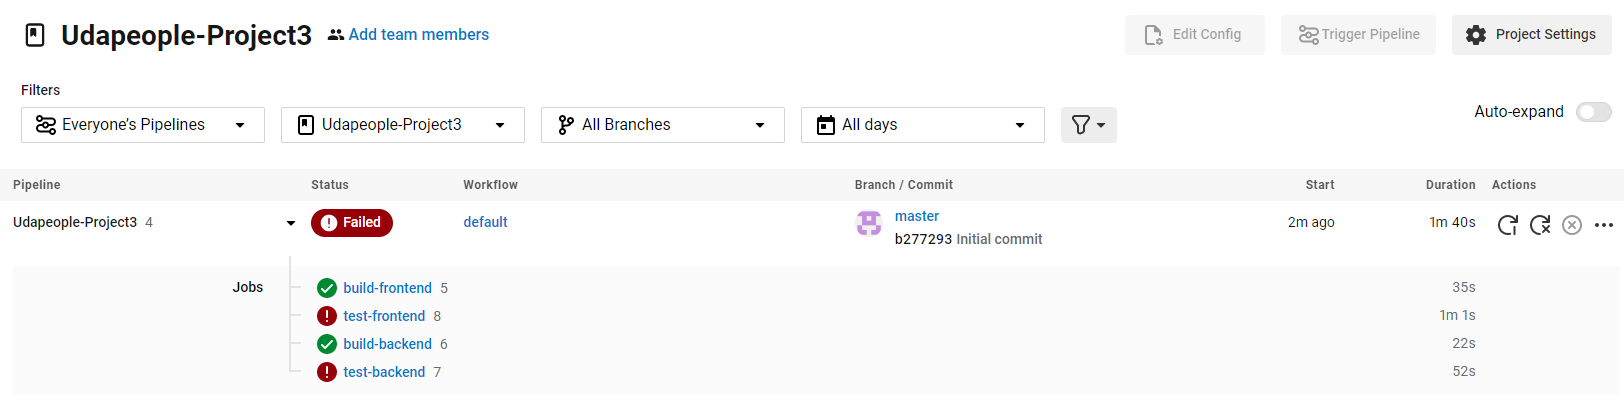 Udapeople-Project3 Add team members Edit Config Trigger Pipeline Project Settings
Filters
Everyone's Pipelines Udapeople-Project3 All Branches All days Auto-expand
Pipeline Status Workflow Branch / Commit Start Duration Actions
Udapeople-Project3 4 Failed default master 2m ago 1m 40s
b277293 Initial commit
Jobs build-frontend 5 35s
test-frontend 8 1m 1s
build-backend 6 22s
test-backend 7 52s